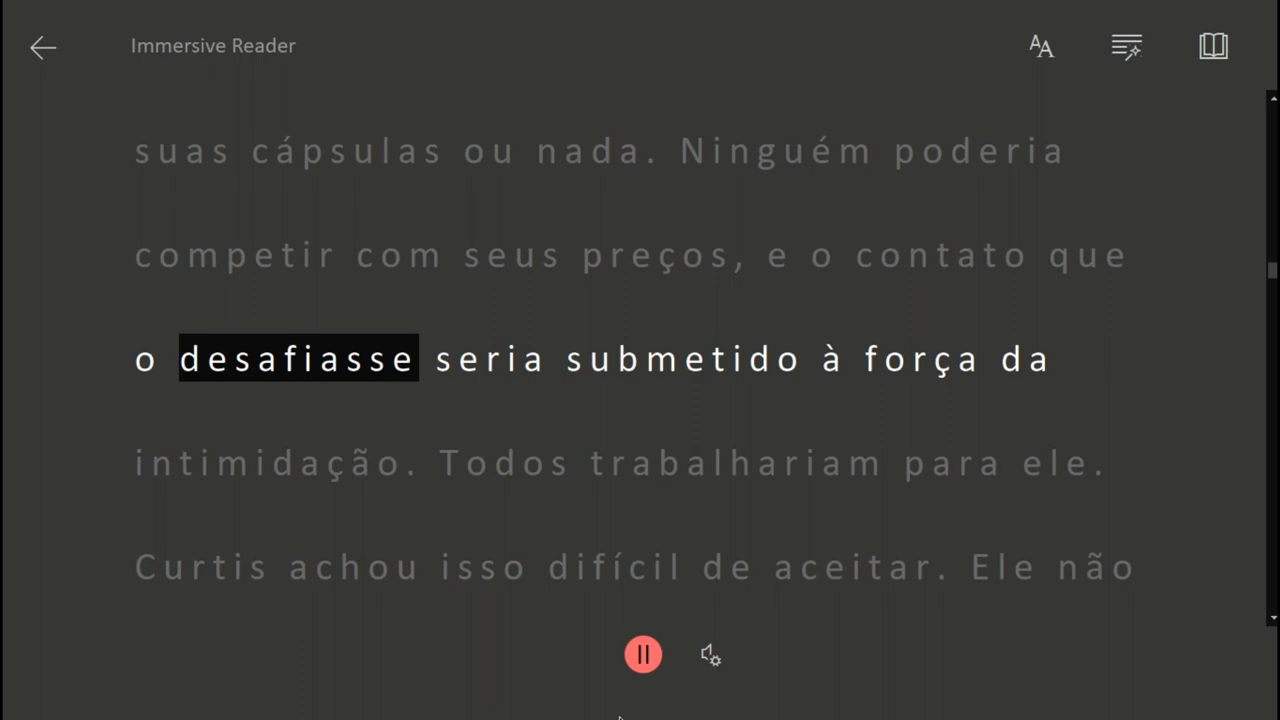 Immersive Reader
suas cápsulas ou nada. Ninguém poderia
competir com seus preços, e o contato que
o desafiasse seria submetido à força da
intimidação. Todos trabalhariam para ele.
Curtis achou isso difícil de aceitar. Ele não